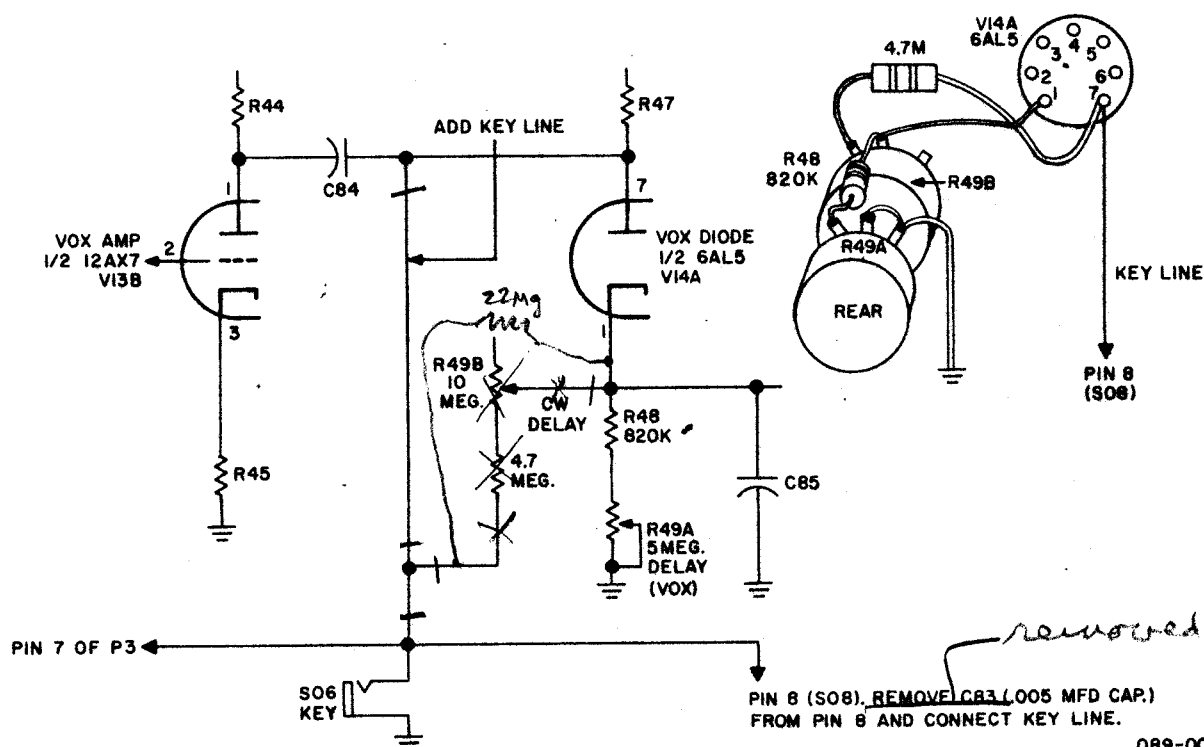 R44
R47
ADD KEY LINE
C84
1
7
VOX AMP
1/2 12AX7
V13B
2
3
VOX DIODE
1/2 6AL5
V14A
1
22Mg
R49B
10
MEG.
CW
DELAY
R48
820K
4.7
MEG.
R45
C85
R49A
5MEG.
DELAY
(VOX)
PIN 7 OF P3
SO6
KEY
4.7M
V14A
6AL5
1
2
3
4
5
6
7
R48
820K
R49B
R49A
REAR
KEY LINE
PIN 8
(SO8)
removed
PIN 8 (SO8). REMOVE C83 (.005 MFD CAP.)
FROM PIN 8 AND CONNECT KEY LINE.